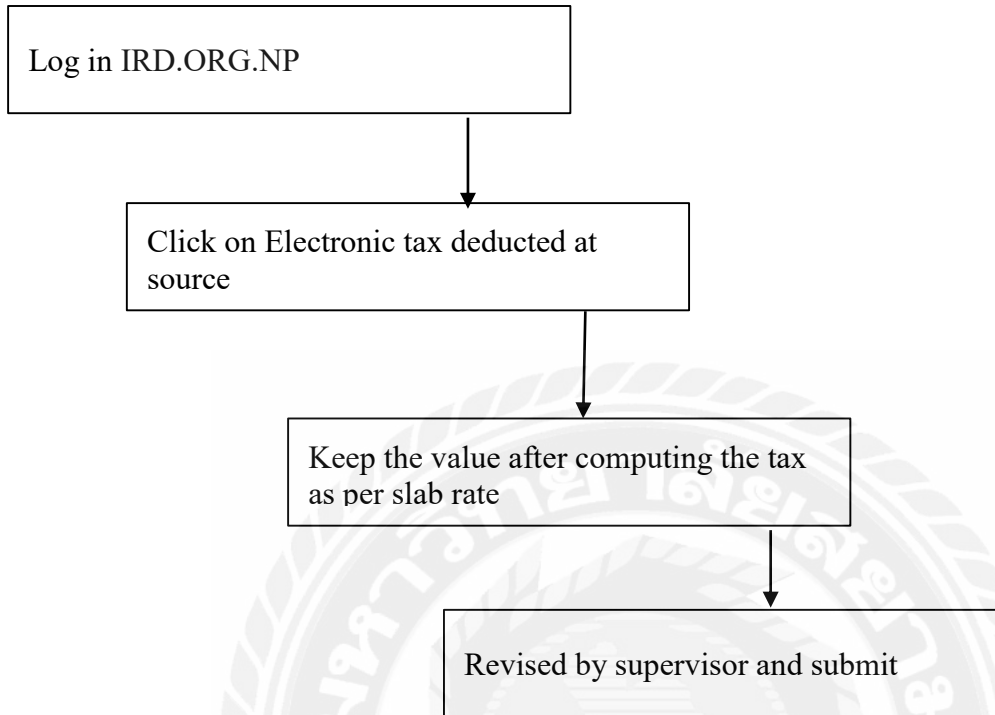 Log in IRD.ORG.NP
Click on Electronic tax deducted at
source
Keep the value after computing the tax
as per slab rate
Revised by supervisor and submit